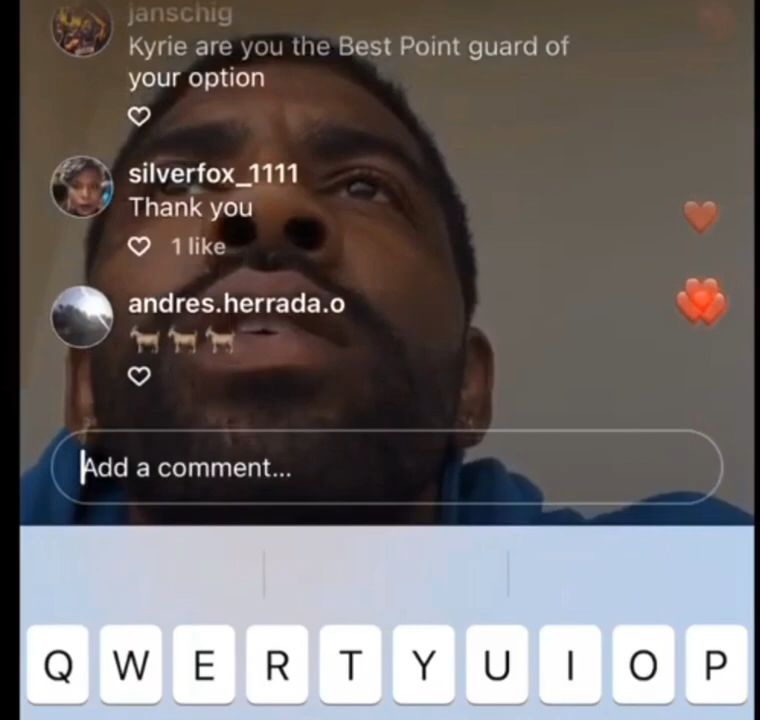 janschig
Kyrie are you the Best Point guard of
your option
silverfox_1111
Thank you
1 like
andres.herrada.o
Add a comment...
Q W E R T Y U I O P